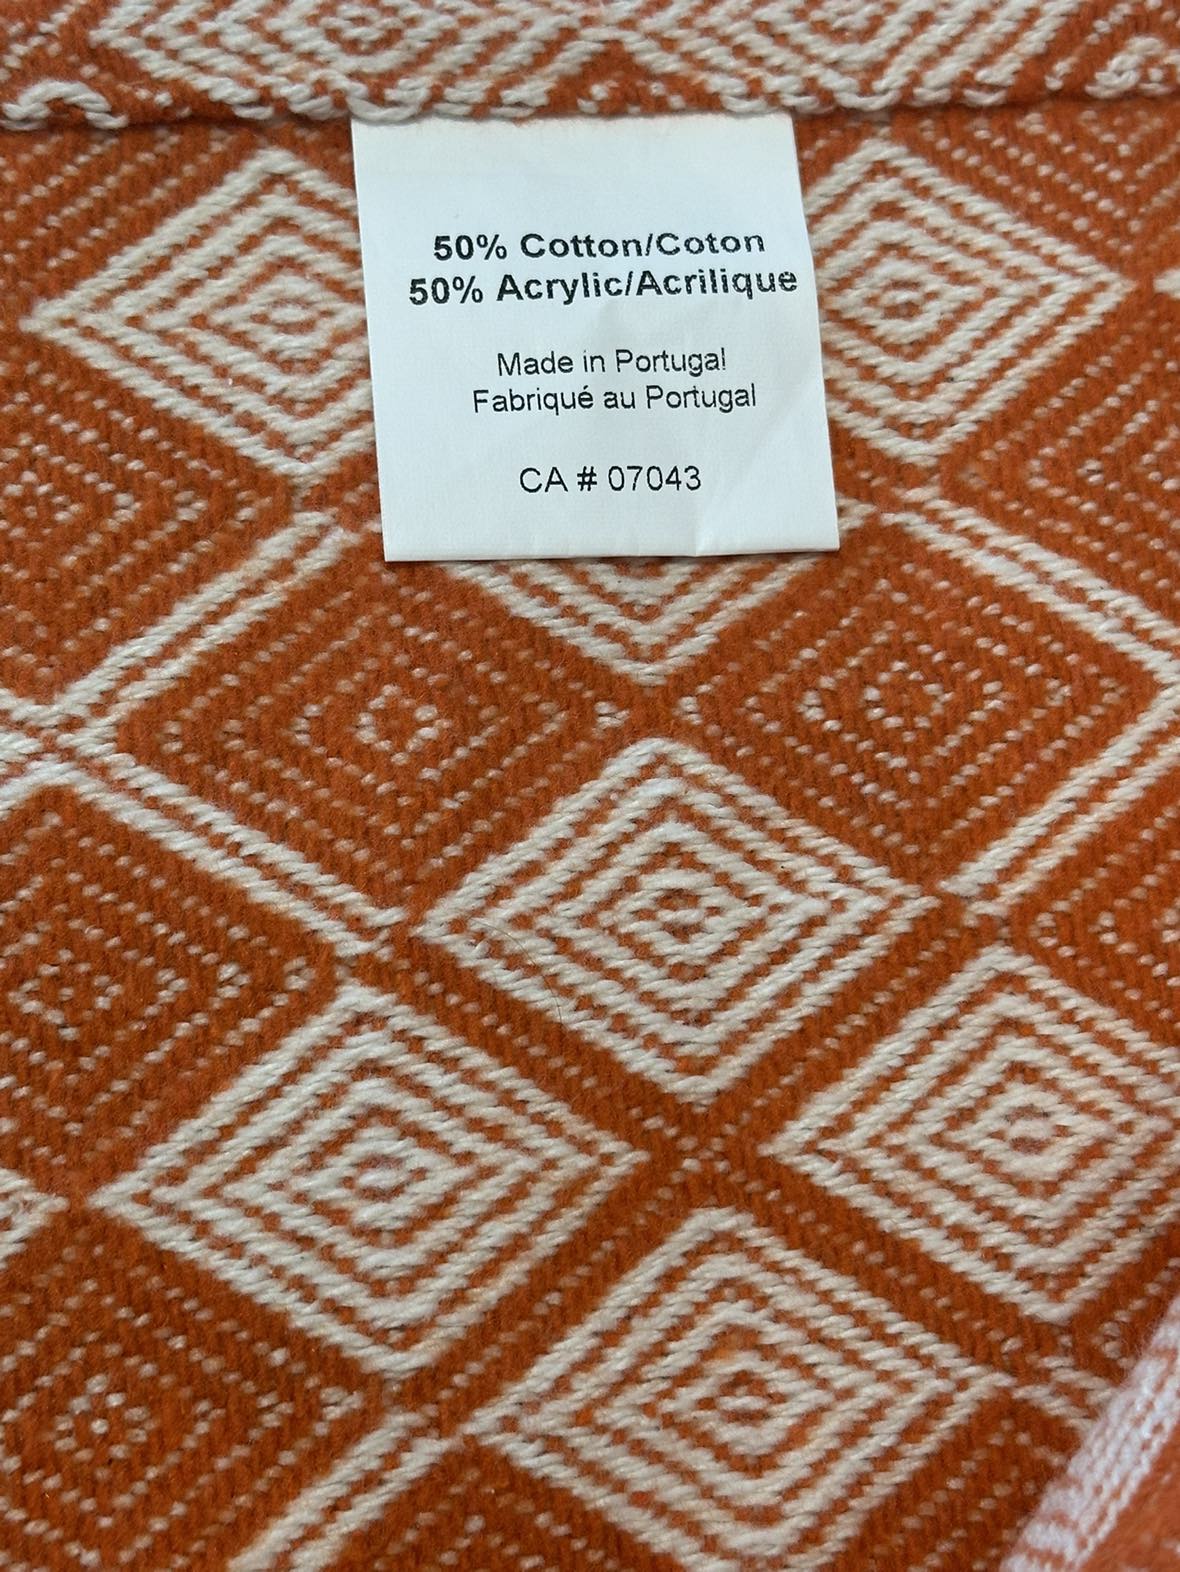 50% Cotton/Coton
50% Acrylic/Acrilique
Made in Portugal
Fabriqué au Portugal
CA # 07043